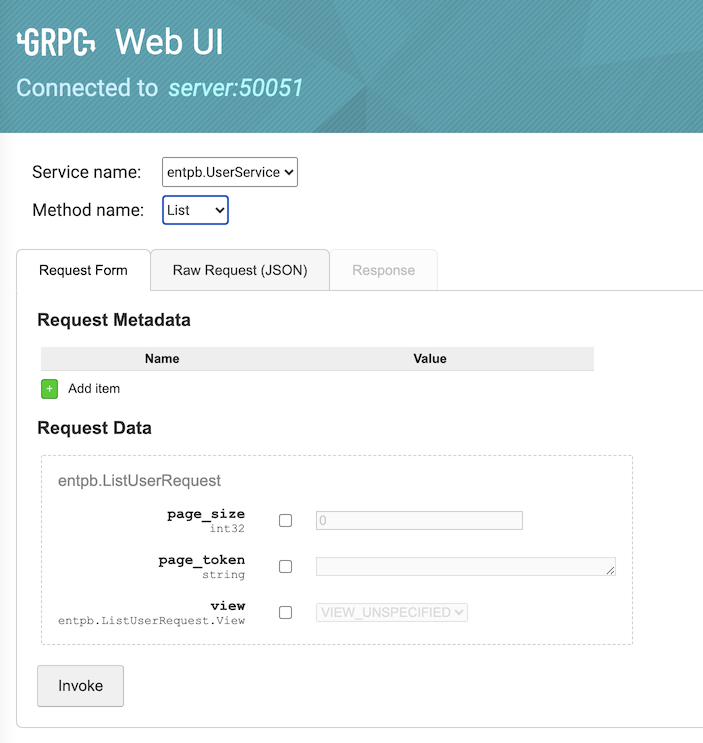 GRPC Web UI
Connected to server:50051
Service name: entpb.UserService
Method name: List
Request Form Raw Request (JSON) Response
Request Metadata
Name Value
+ Add item
Request Data
entpb.ListUserRequest
page_size 0
int32
page_token
string
view VIEW_UNSPECIFIED
entpb.ListUserRequest.View
Invoke